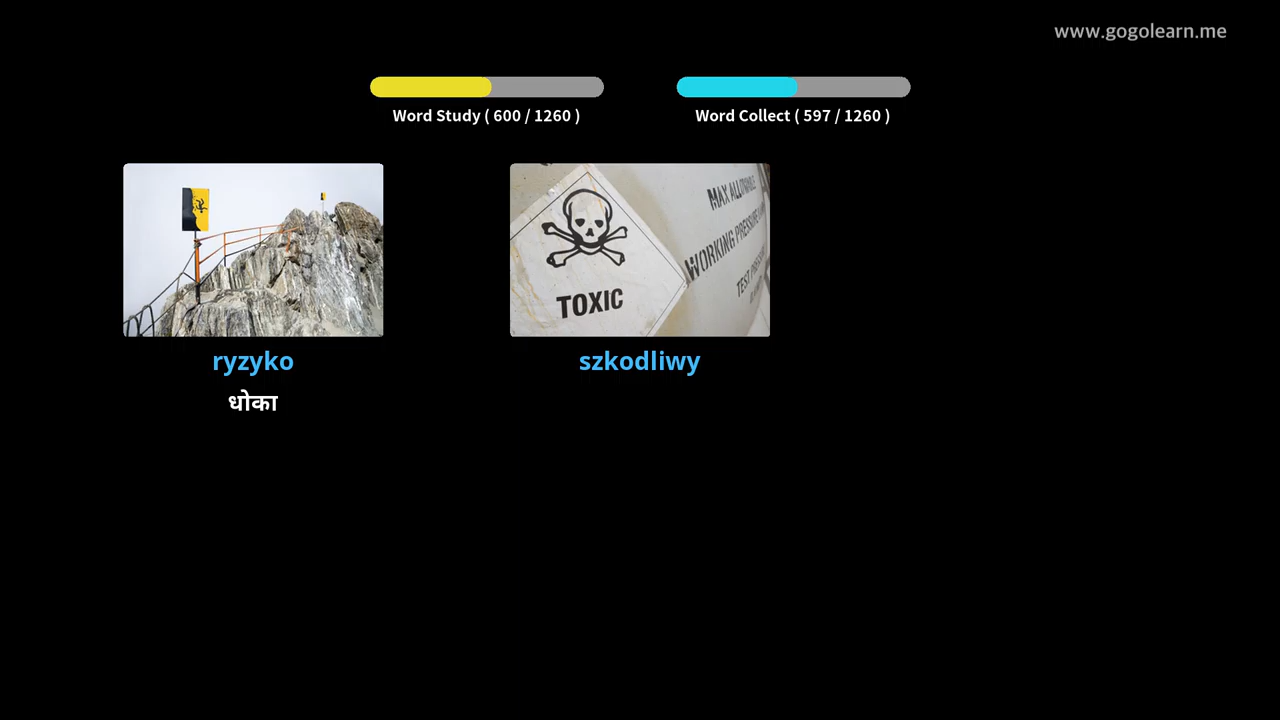 www.gogolearn.me
Word Study ( 600 / 1260 )
Word Collect ( 597 / 1260 )
TOXIC
MAX ALLOWABLE
WORKING PRESSURE
TEST
ryzyko
szkodliwy
धोका